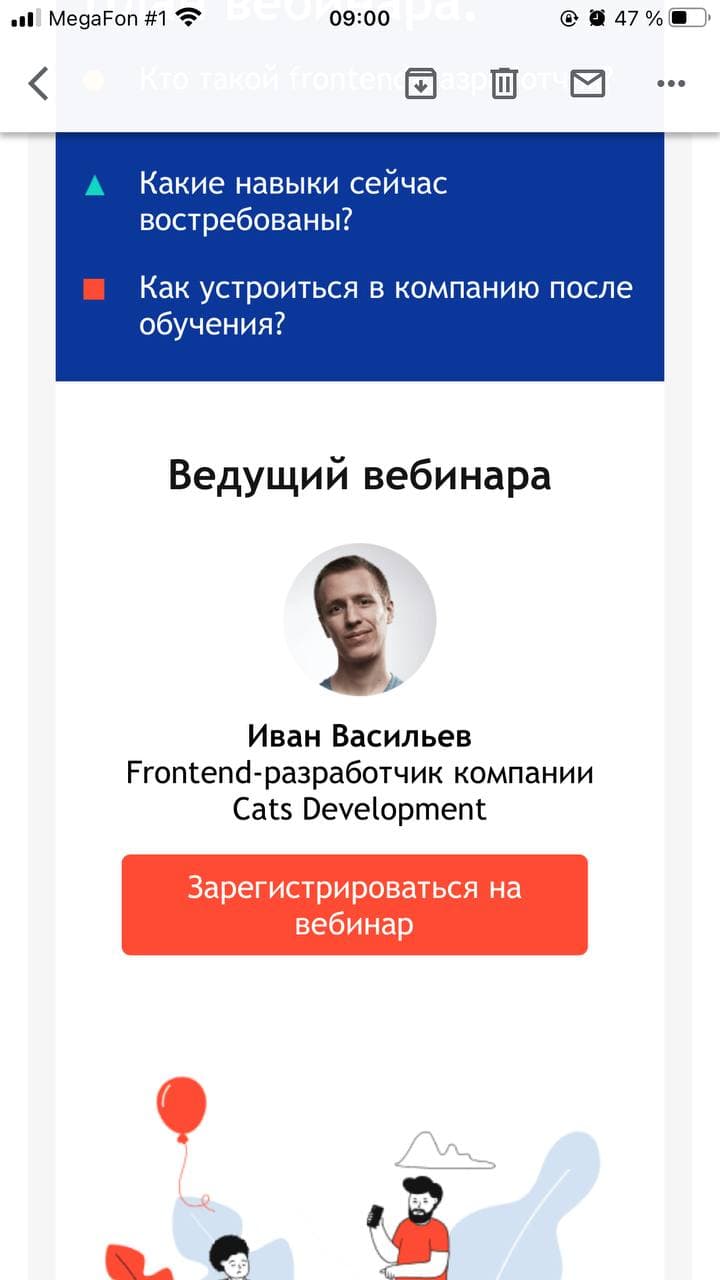 MegaFon #1 09:00 47 %
план вебинара:
Кто такой frontend-разработчик?
Какие навыки сейчас
востребованы?
Как устроиться в компанию после
обучения?
Ведущий вебинара
Иван Васильев
Frontend-разработчик компании
Cats Development
Зарегистрироваться на
вебинар